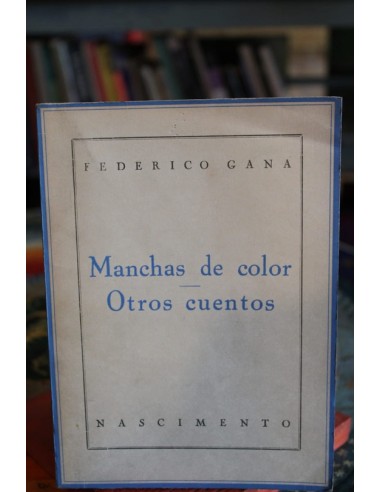 FEDERICO GANA
Manchas de color
Otros cuentos
NASCIMENTO